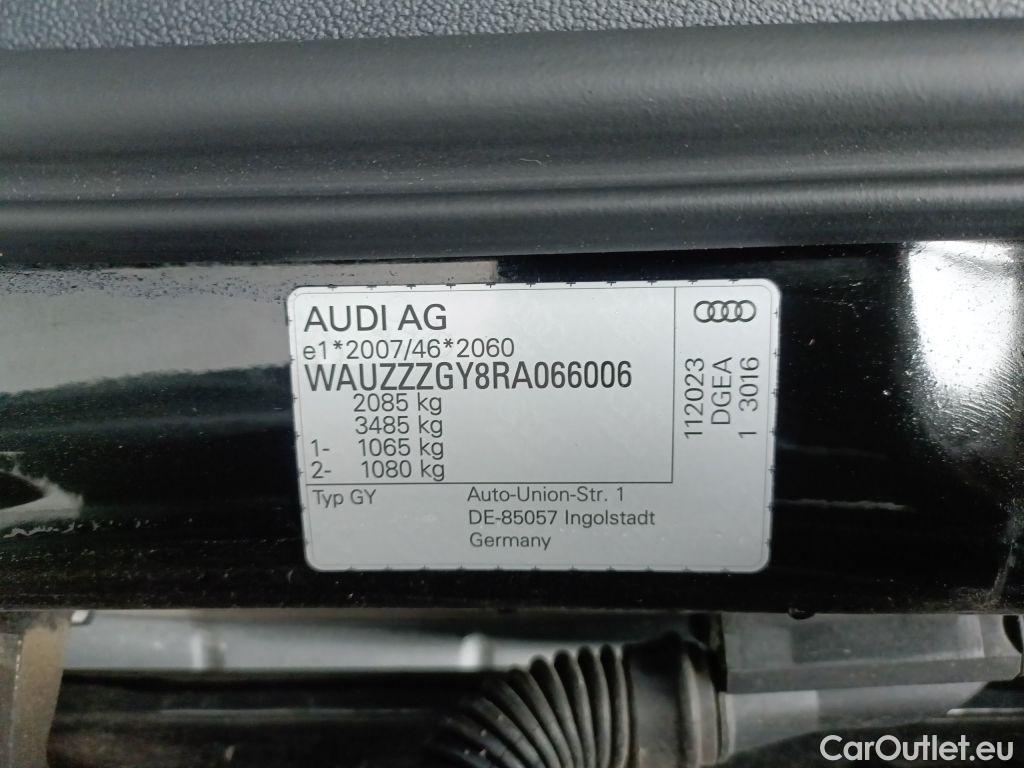 AUDI AG
e1*2007/46*2060
WAUZZZGY8RA066006
2085 kg
3485 kg
1- 1065 kg
2- 1080 kg
Typ GY
Auto-Union-Str. 1
DE-85057 Ingolstadt
Germany
112023
DGEA
1 3016
CarOutlet.eu